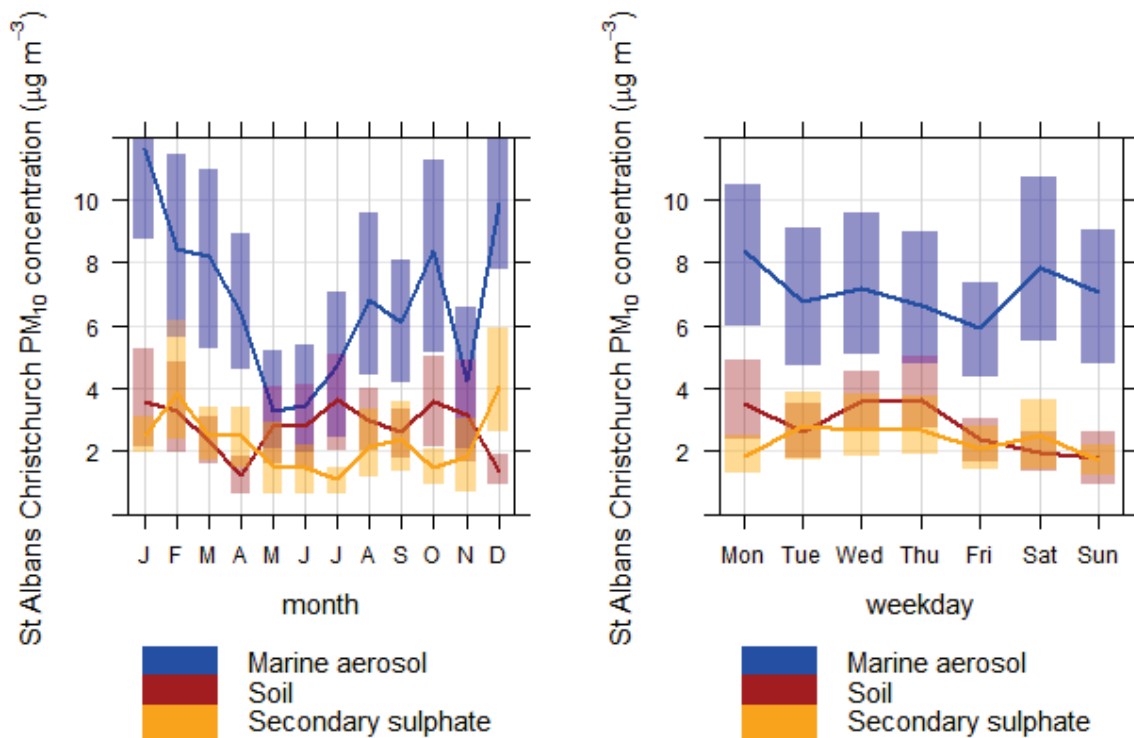 St Albans Christchurch PM₁₀ concentration (µg m⁻³)
10
8
6
4
2
J F M A M J J A S O N D
month
Marine aerosol
Soil
Secondary sulphate
St Albans Christchurch PM₁₀ concentration (µg m⁻³)
10
8
6
4
2
Mon Tue Wed Thu Fri Sat Sun
weekday
Marine aerosol
Soil
Secondary sulphate